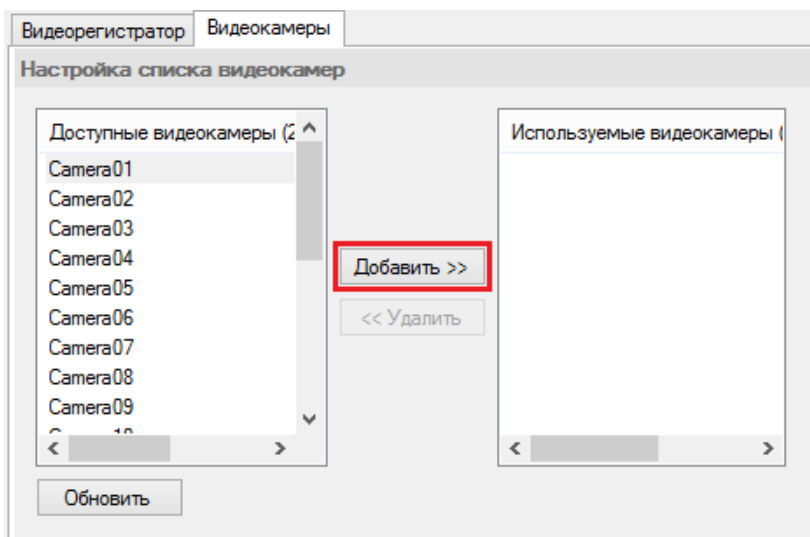 Видеорегистратор Видеокамеры
Настройка списка видеокамер
Доступные видеокамеры (2
Camera01
Camera02
Camera03
Camera04
Camera05
Camera06
Camera07
Camera08
Camera09
Добавить >>
<< Удалить
Используемые видеокамеры (
Обновить